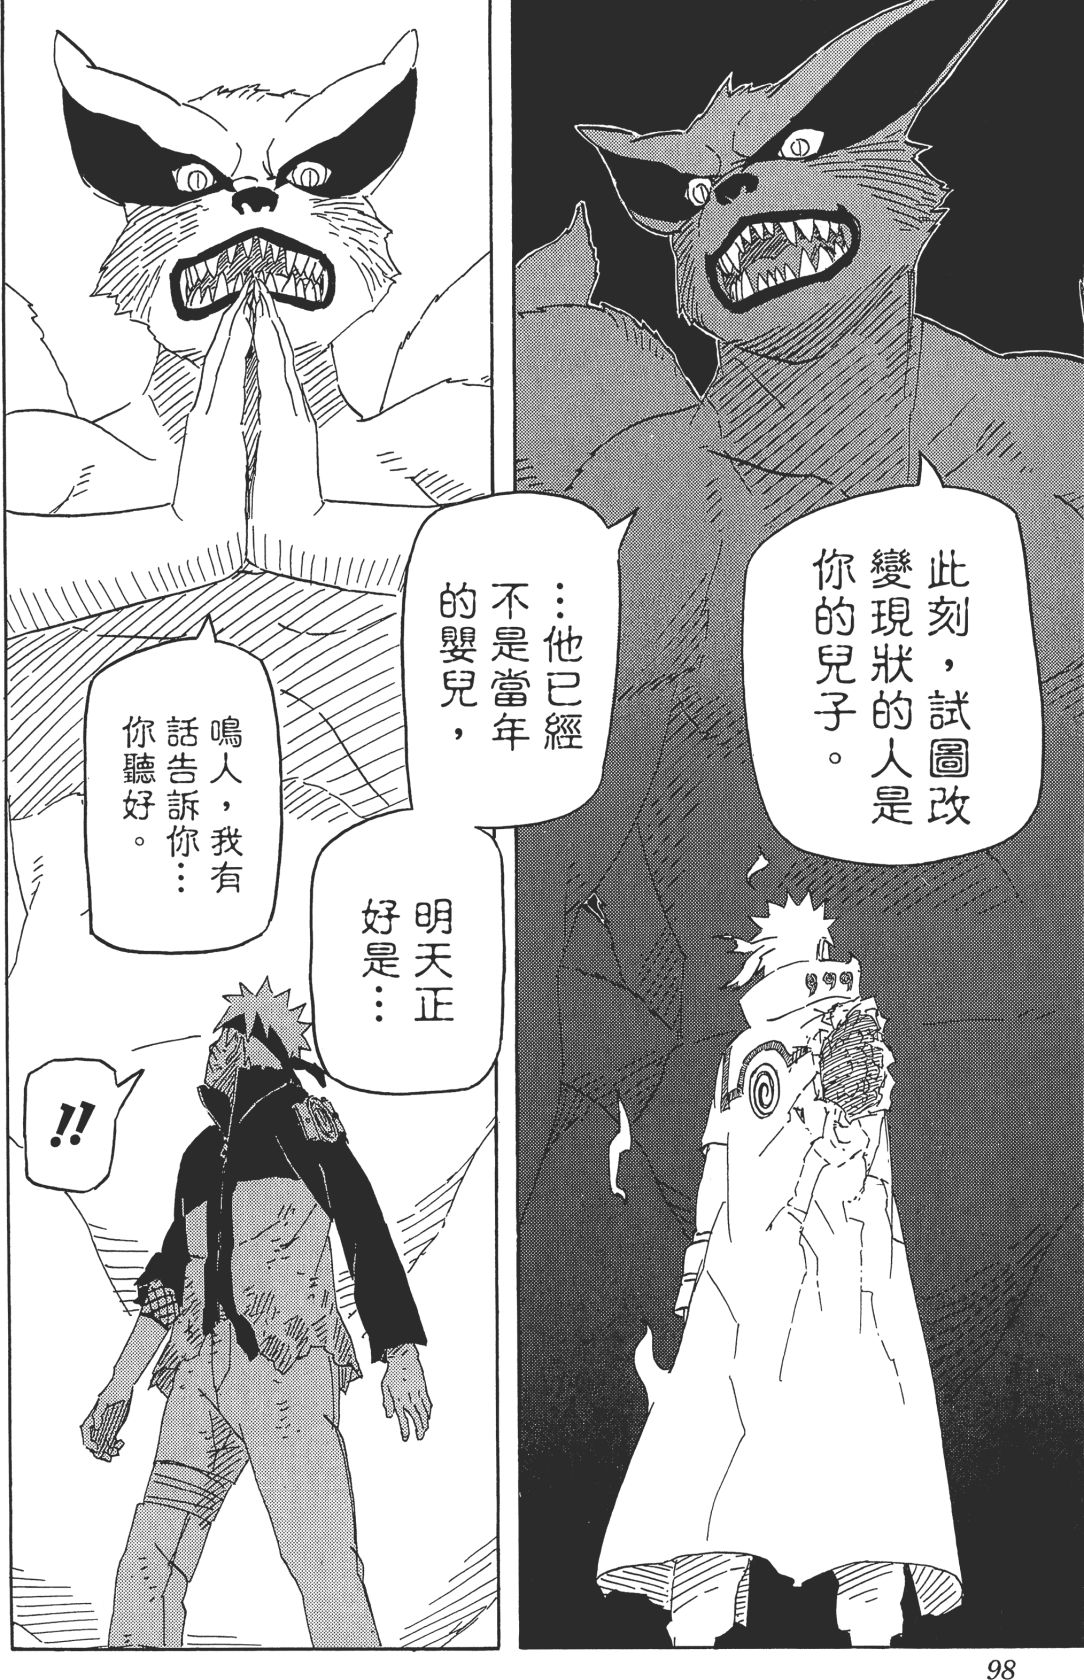 此刻，試圖改
變現狀的人是
你的兒子。
…他已經
不是當年
的嬰兒，
明天正
好是…
鳴人，我有
話告訴你…
你聽好。
!!
98